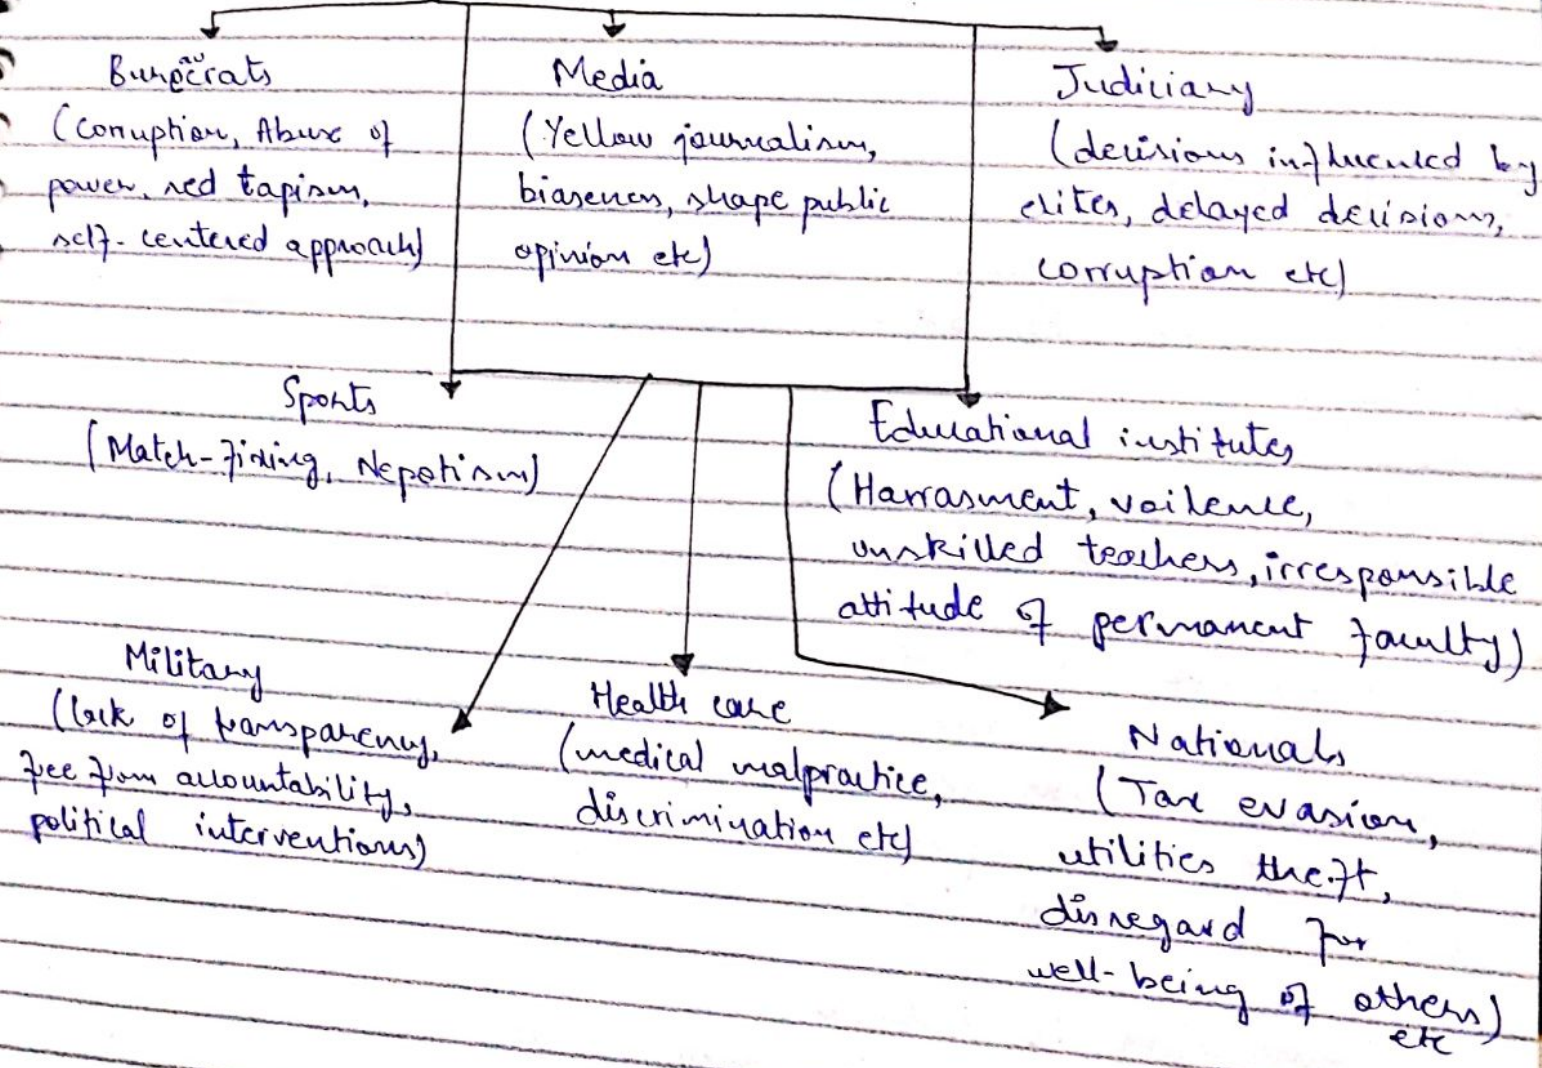 Bureaucrats
(Corruption, Abuse of
power, red tapism,
self-centered approach)
Media
(Yellow journalism,
biaseness, shape public
opinion etc)
Judiciary
(decisions influenced by
elites, delayed decisions,
corruption etc)
Sports
(Match-fixing, Nepotism)
Educational institutes
(Harrasment, voilence,
unskilled teachers, irresponsible
attitude of permanent faculty)
Military
(lack of transparency,
free from accountability,
political interventions)
Health care
(medical malpractice,
discrimination etc)
Nationals
(Tax evasion,
utilities theft,
disregard for
well-being of others)
etc